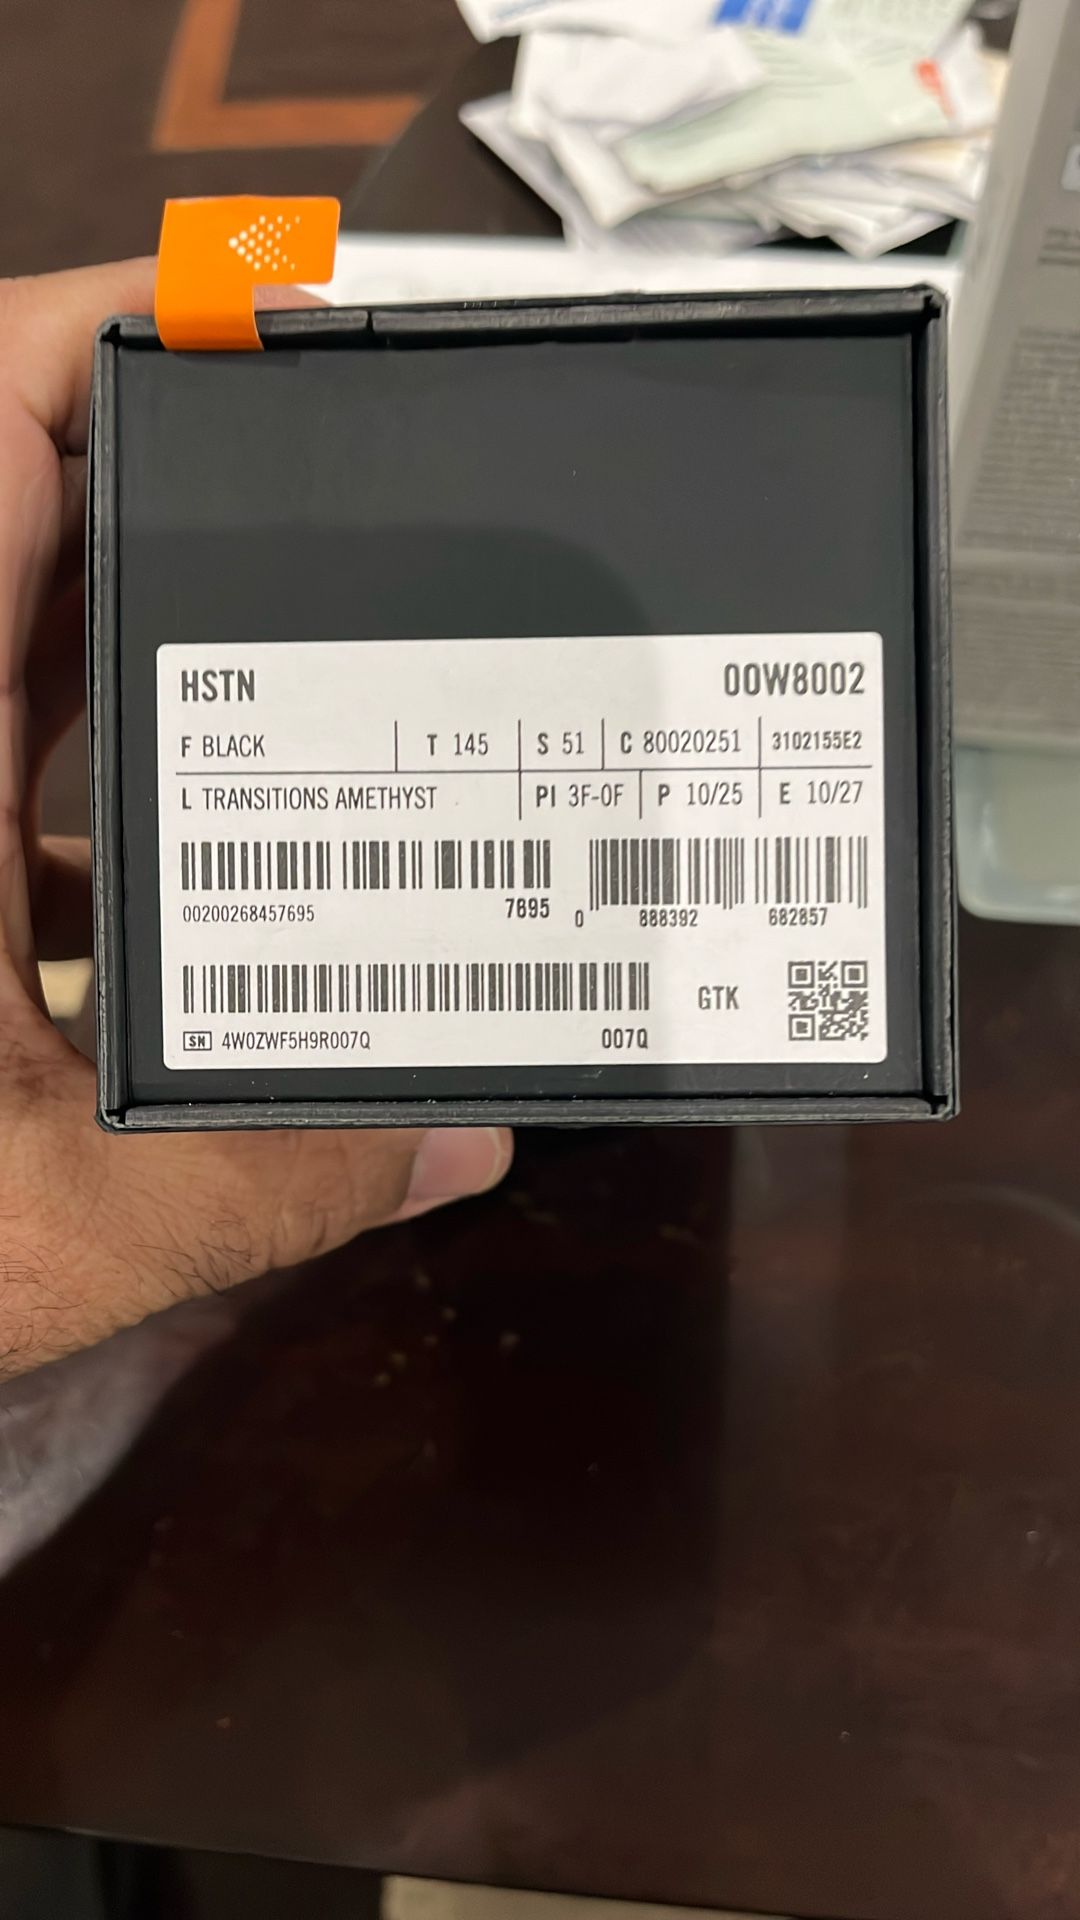 HSTN 00W8002
F BLACK T 145 S 51 C 80020251 3102155E2
L TRANSITIONS AMETHYST PI 3F-0F P 10/25 E 10/27
00200268457695 7695 0 888392 682857
GTK
SN 4W0ZWF5H9R007Q 007Q